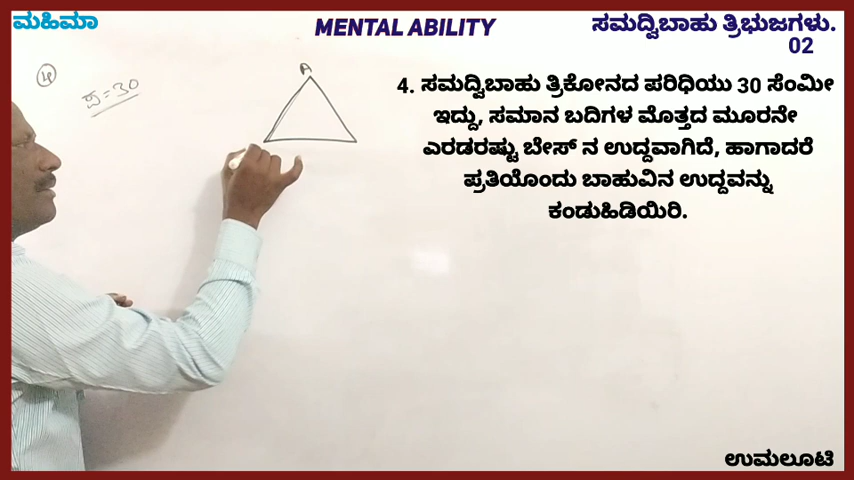 ಮಹಿಮಾ
MENTAL ABILITY
ಸಮದ್ವಿಬಾಹು ತ್ರಿಭುಜಗಳು.
02
4. ಸಮದ್ವಿಬಾಹು ತ್ರಿಕೋನದ ಪರಿಧಿಯು 30 ಸೆಂಮೀ
ಇದ್ದು, ಸಮಾನ ಬದಿಗಳ ಮೊತ್ತದ ಮೂರನೇ
ಎರಡರಷ್ಟು ಬೇಸ್ ನ ಉದ್ದವಾಗಿದೆ, ಹಾಗಾದರೆ
ಪ್ರತಿಯೊಂದು ಬಾಹುವಿನ ಉದ್ದವನ್ನು
ಕಂಡುಹಿಡಿಯಿರಿ.
ಪ = 30
A
ಉಮಲೂಟಿ